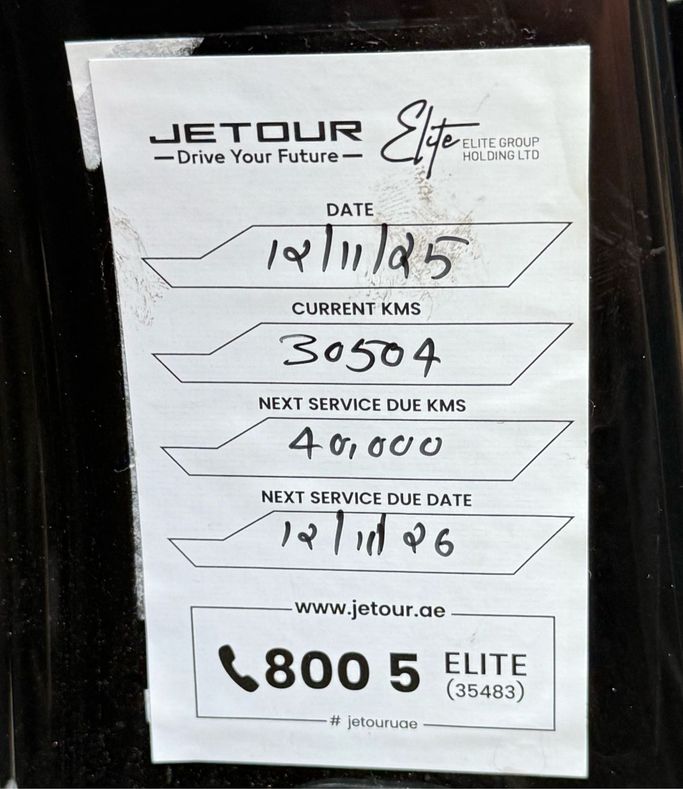 JETOUR
Drive Your Future
Elite
ELITE GROUP
HOLDING LTD
DATE
12/11/25
CURRENT KMS
30504
NEXT SERVICE DUE KMS
40,000
NEXT SERVICE DUE DATE
12/11/26
www.jetour.ae
800 5 ELITE
(35483)
# jetouruae